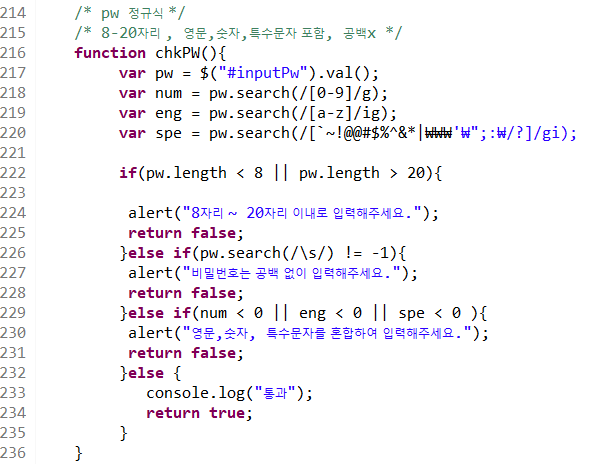 214 /* pw 정규식 */
215 /* 8-20자리 , 영문,숫자,특수문자 포함, 공백x */
216 function chkPW(){
217 var pw = $("#inputPw").val();
218 var num = pw.search(/[0-9]/g);
219 var eng = pw.search(/[a-z]/ig);
220 var spe = pw.search(/[`~!@@#$%^&*|₩₩₩'₩";:₩/?]/gi);
221
222 if(pw.length < 8 || pw.length > 20){
223
224 alert("8자리 ~ 20자리 이내로 입력해주세요.");
225 return false;
226 }else if(pw.search(/\s/) != -1){
227 alert("비밀번호는 공백 없이 입력해주세요.");
228 return false;
229 }else if(num < 0 || eng < 0 || spe < 0 ){
230 alert("영문,숫자, 특수문자를 혼합하여 입력해주세요.");
231 return false;
232 }else {
233 console.log("통과");
234 return true;
235 }
236 }